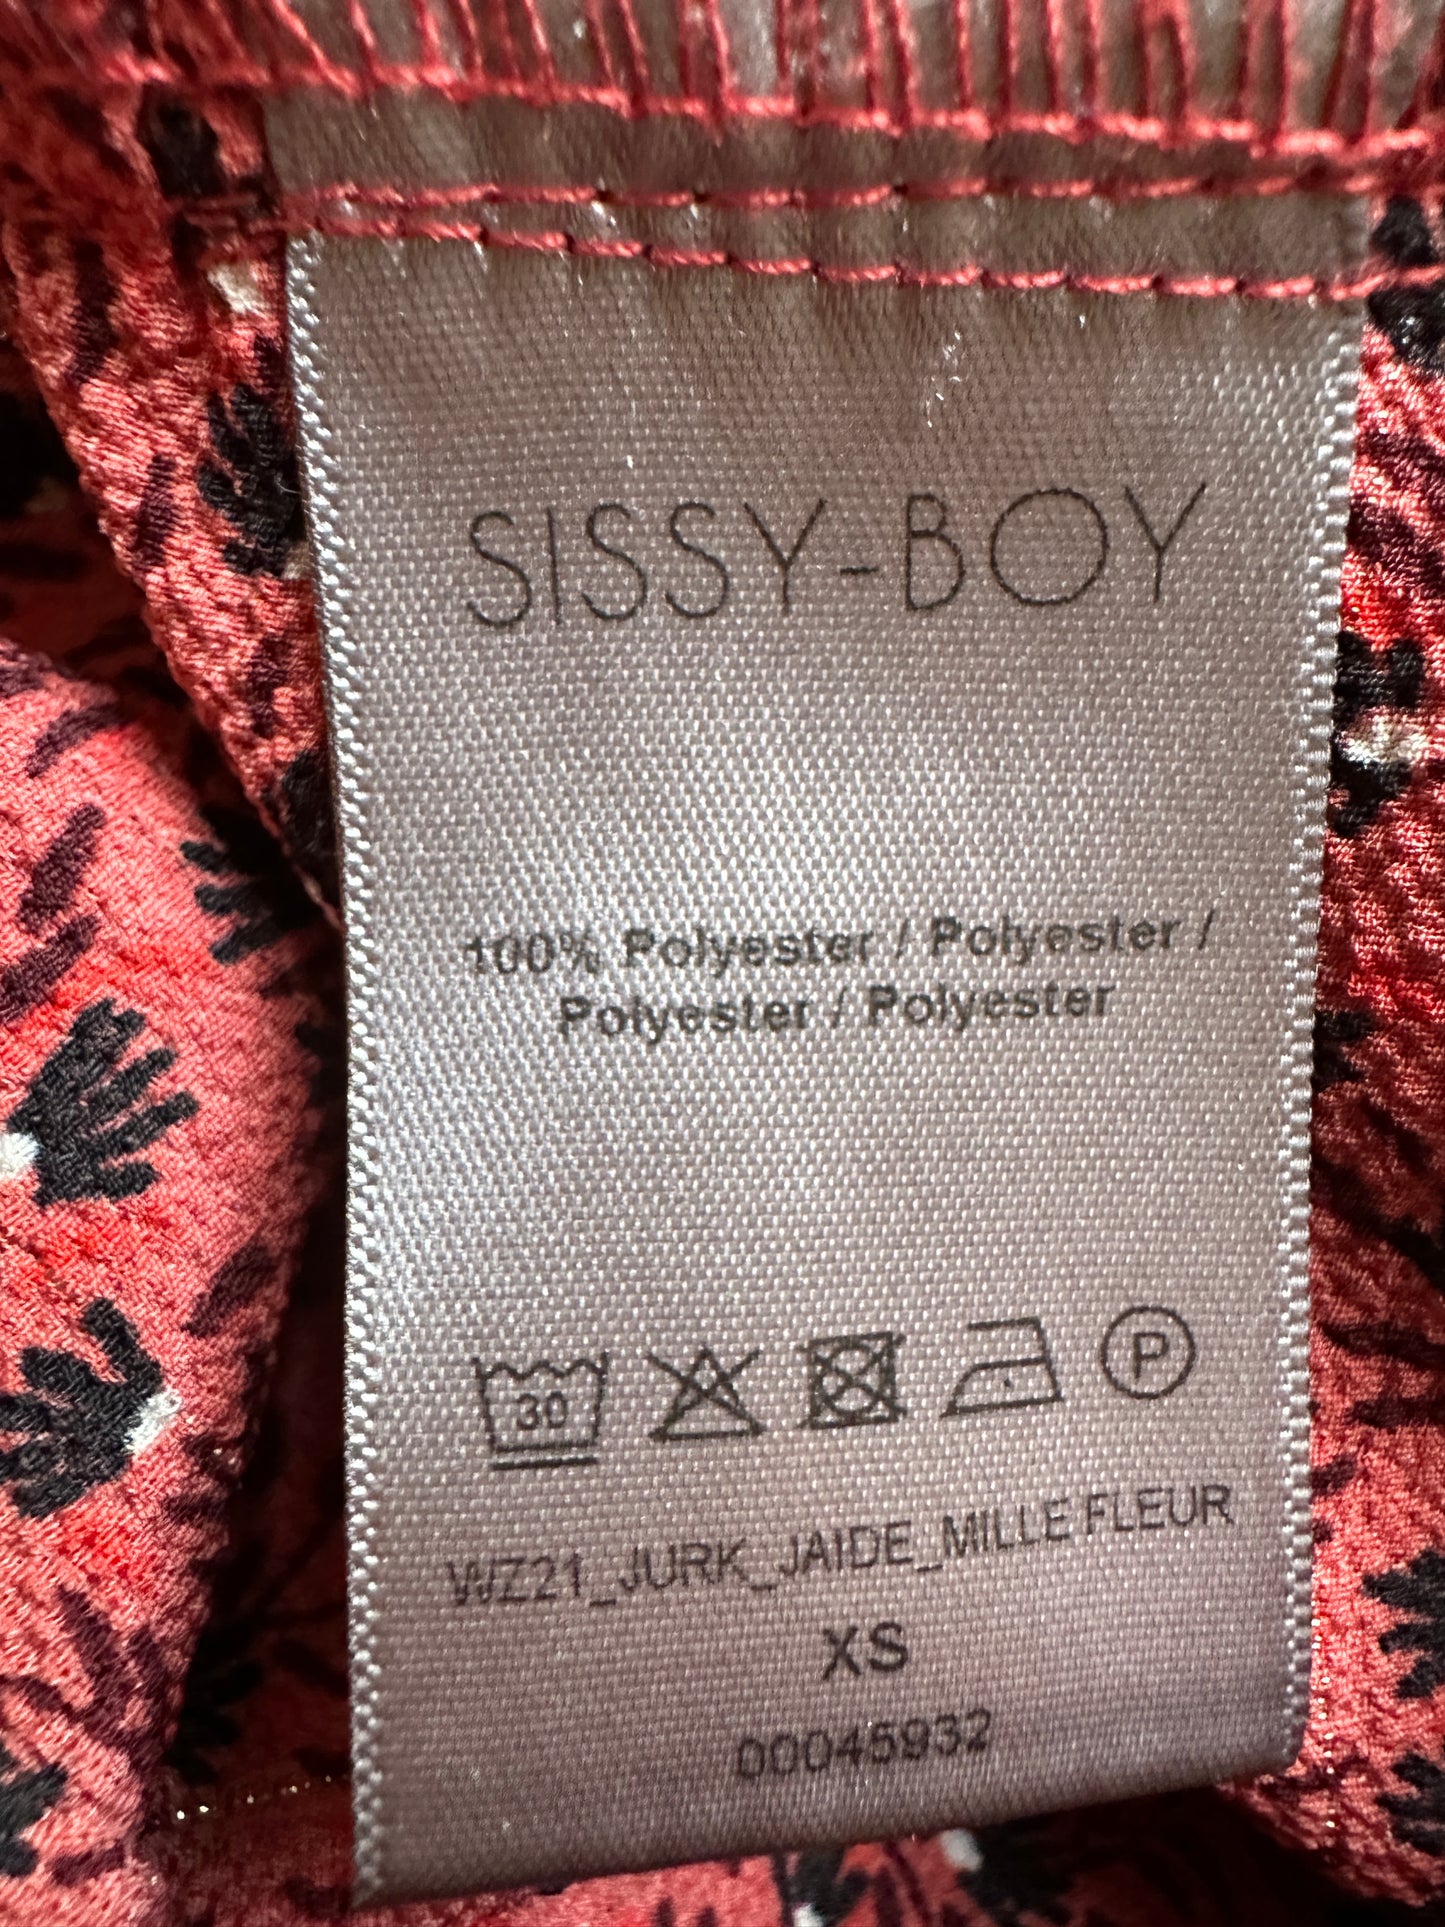 SISSY-BOY
100% Polyester / Polyester /
Polyester / Polyester
30 P
WZ21_JURK_JAIDE_MILLE FLEUR
XS
00045932